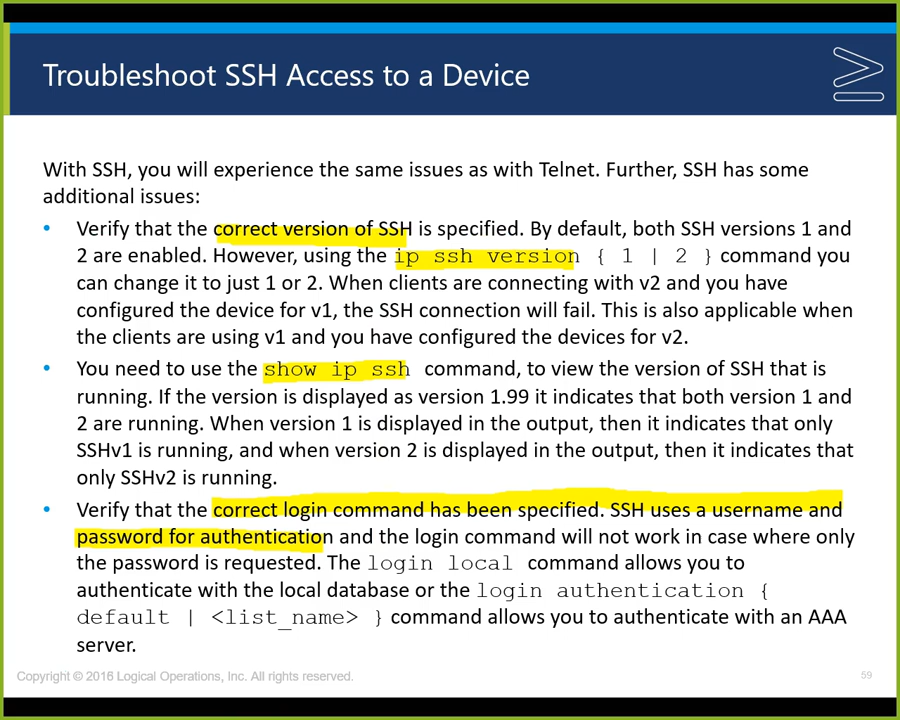 Troubleshoot SSH Access to a Device
With SSH, you will experience the same issues as with Telnet. Further, SSH has some
additional issues:
• Verify that the correct version of SSH is specified. By default, both SSH versions 1 and
2 are enabled. However, using the ip ssh version { 1 | 2 } command you
can change it to just 1 or 2. When clients are connecting with v2 and you have
configured the device for v1, the SSH connection will fail. This is also applicable when
the clients are using v1 and you have configured the devices for v2.
• You need to use the show ip ssh command, to view the version of SSH that is
running. If the version is displayed as version 1.99 it indicates that both version 1 and
2 are running. When version 1 is displayed in the output, then it indicates that only
SSHv1 is running, and when version 2 is displayed in the output, then it indicates that
only SSHv2 is running.
• Verify that the correct login command has been specified. SSH uses a username and
password for authentication and the login command will not work in case where only
the password is requested. The login local command allows you to
authenticate with the local database or the login authentication {
default | <list_name> } command allows you to authenticate with an AAA
server.
Copyright © 2016 Logical Operations, Inc. All rights reserved.
59